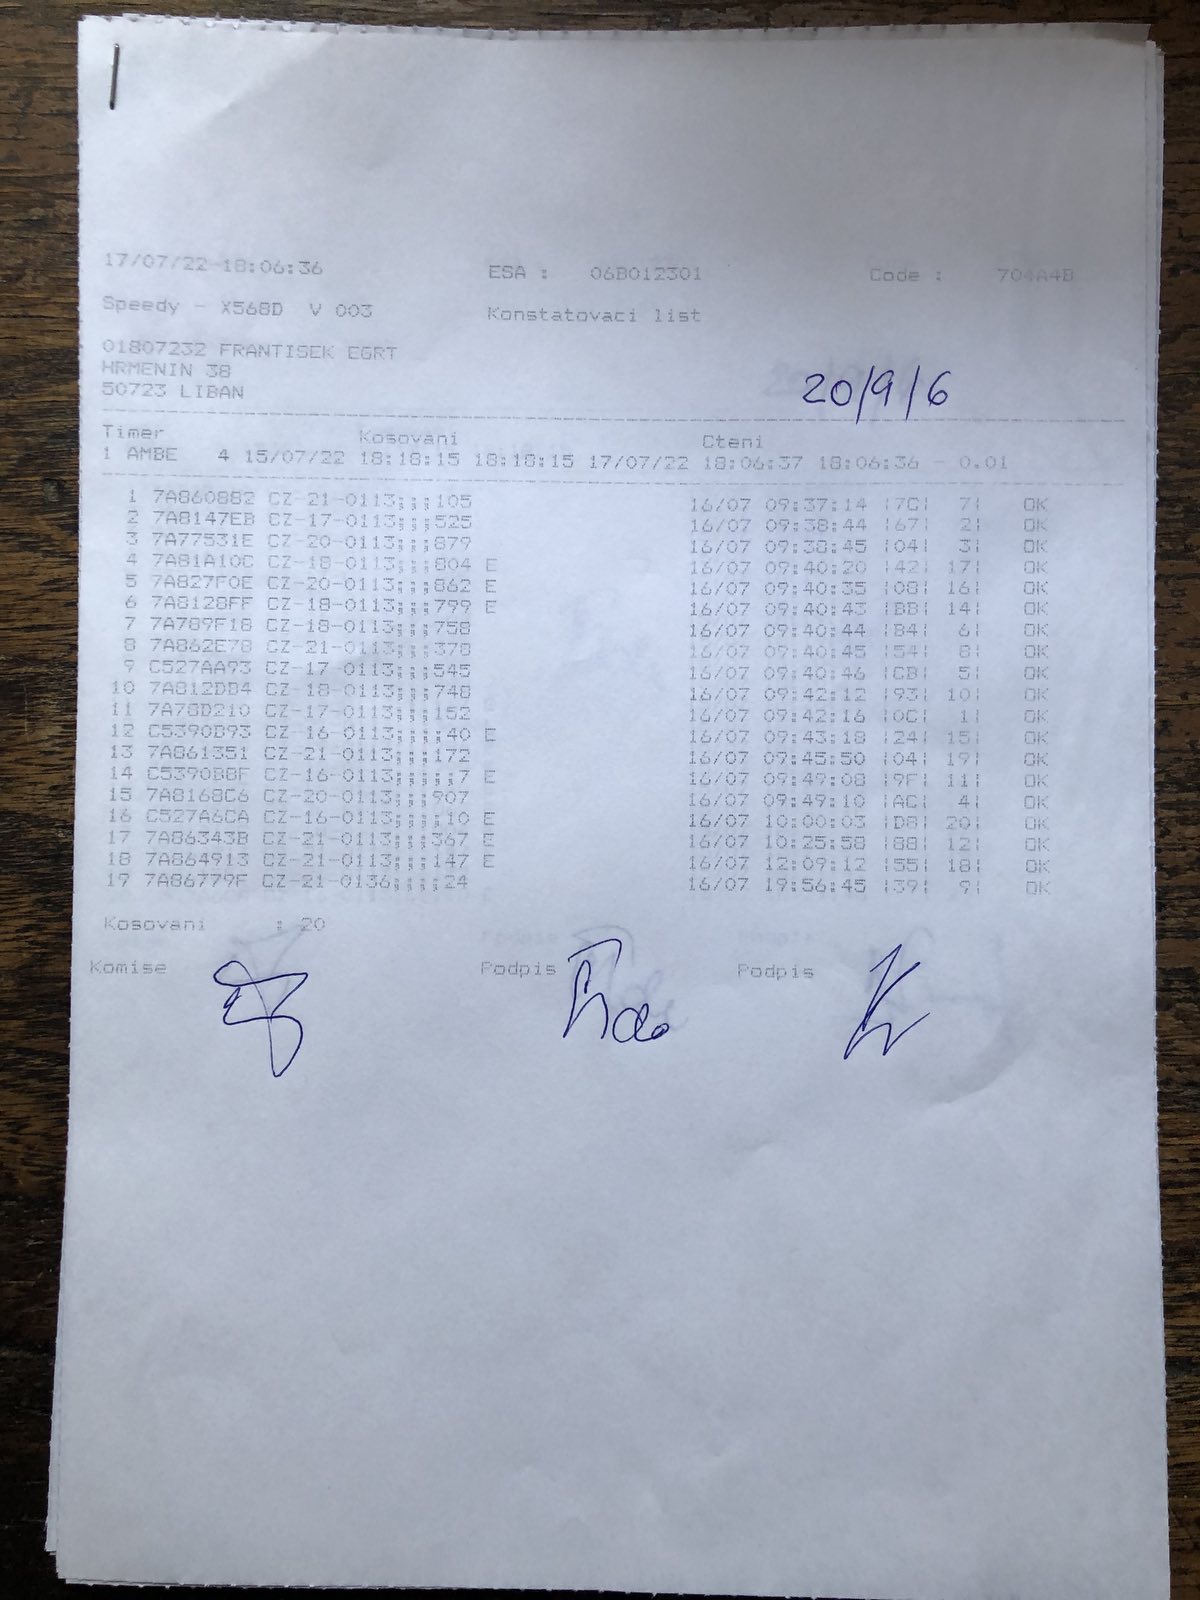 17/07/22 18:06:36 ESA : 06B012301 Code : 704A4B
Speedy - X568D V 003 Konstatovaci list
01807232 FRANTISEK EGRT
HRMENIN 38
50723 LIBAN
20/9/6
Timer Kosovani Cteni
1 AMBE 4 15/07/22 18:18:15 18:18:15 17/07/22 18:06:37 18:06:36 - 0.01
1 7A860882 CZ-21-0113;;;105 16/07 09:37:14 |7C| 7| OK
2 7A8147EB CZ-17-0113;;;525 16/07 09:38:44 |67| 2| OK
3 7A77531E CZ-20-0113;;;879 16/07 09:38:45 |04| 3| OK
4 7A81A10C CZ-18-0113;;;804 E 16/07 09:40:20 |42| 17| OK
5 7A827F0E CZ-20-0113;;;862 E 16/07 09:40:35 |08| 16| OK
6 7A8128FF CZ-18-0113;;;799 E 16/07 09:40:43 |BB| 14| OK
7 7A789F18 CZ-18-0113;;;758 16/07 09:40:44 |B4| 6| OK
8 7A862E78 CZ-21-0113;;;378 16/07 09:40:45 |54| 8| OK
9 C527AA93 CZ-17-0113;;;545 16/07 09:40:46 |CB| 5| OK
10 7A812DB4 CZ-18-0113;;;748 16/07 09:42:12 |93| 10| OK
11 7A78D210 CZ-17-0113;;;152 16/07 09:42:16 |0C| 1| OK
12 C5390B93 CZ-16-0113;;;;40 E 16/07 09:43:18 |24| 15| OK
13 7A861351 CZ-21-0113;;;172 16/07 09:45:50 |04| 19| OK
14 C5390B8F CZ-16-0113;;;;;7 E 16/07 09:49:08 |9F| 11| OK
15 7A8168C6 CZ-20-0113;;;907 16/07 09:49:10 |AC| 4| OK
16 C527A6CA CZ-16-0113;;;;10 E 16/07 10:00:03 |D8| 20| OK
17 7A86343B CZ-21-0113;;;367 E 16/07 10:25:58 |88| 12| OK
18 7A864913 CZ-21-0113;;;147 E 16/07 12:09:12 |55| 18| OK
19 7A86779F CZ-21-0136;;;;24 16/07 19:56:45 |39| 9| OK
Kosovani : 20
Komise Podpis Podpis